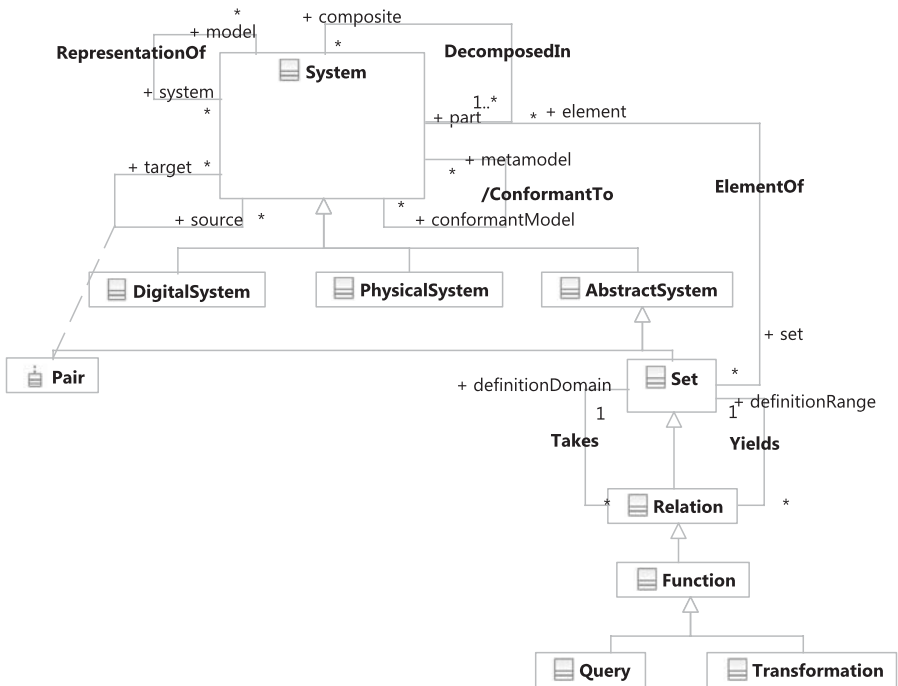 *
+ composite
+ model
*
RepresentationOf
DecomposedIn
System
+ system
*
1..*
+ part
* + element
+ target *
+ metamodel
*
ElementOf
/ConformantTo
+ source *
*
+ conformantModel
DigitalSystem
PhysicalSystem
AbstractSystem
+ set
Pair
Set
*
+ definitionDomain
+ definitionRange
1
1
Takes
Yields
*
Relation
*
Function
Query
Transformation